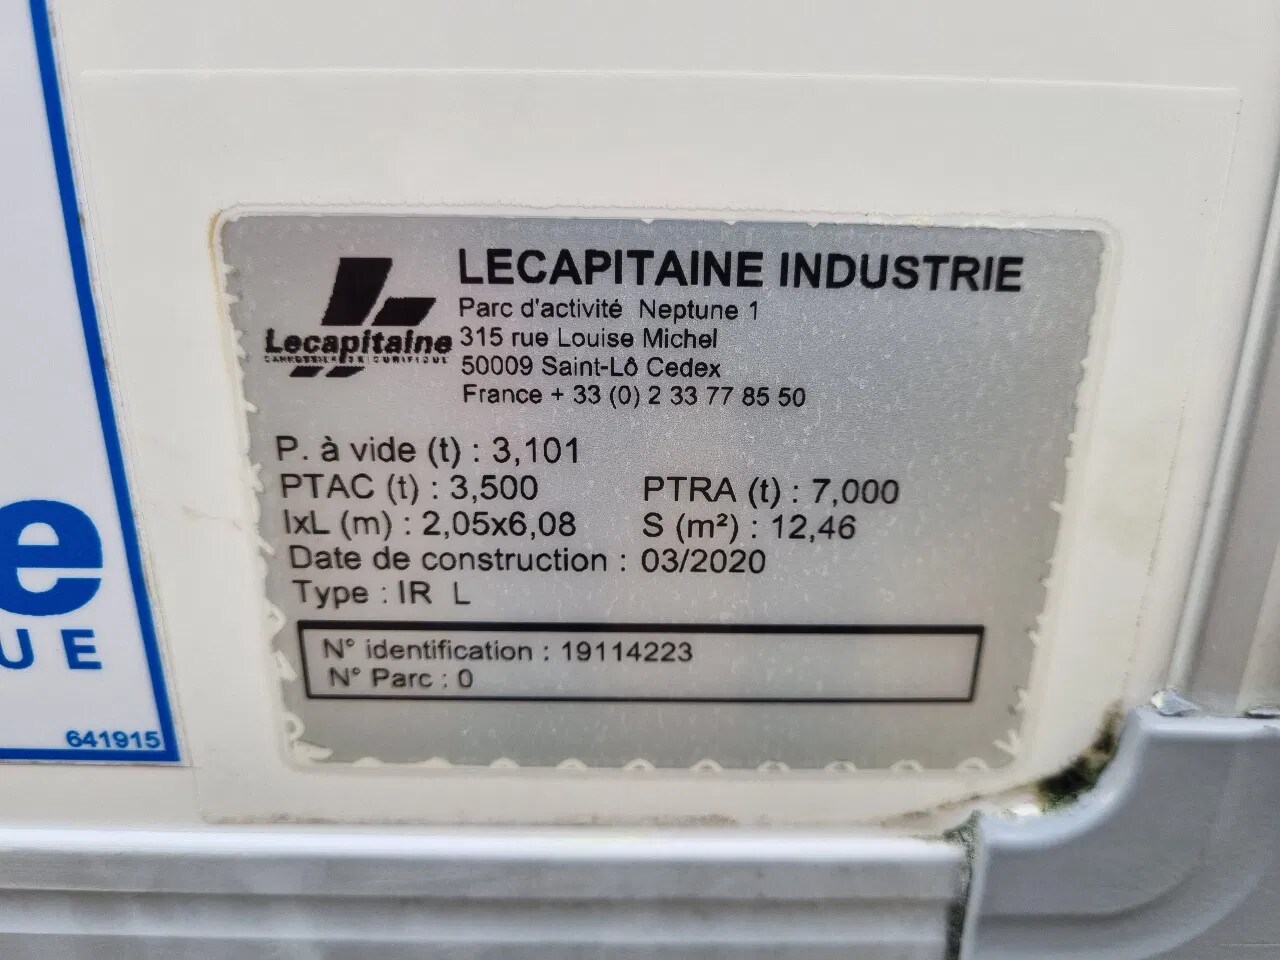 LECAPITAINE INDUSTRIE
Parc d'activité Neptune 1
315 rue Louise Michel
50009 Saint-Lô Cedex
France + 33 (0) 2 33 77 85 50
Lecapitaine
P. à vide (t) : 3,101
PTAC (t) : 3,500 PTRA (t) : 7,000
lxL (m) : 2,05x6,08 S (m²) : 12,46
Date de construction : 03/2020
Type : IR L
N° identification : 19114223
N° Parc : 0
e
UE
641915